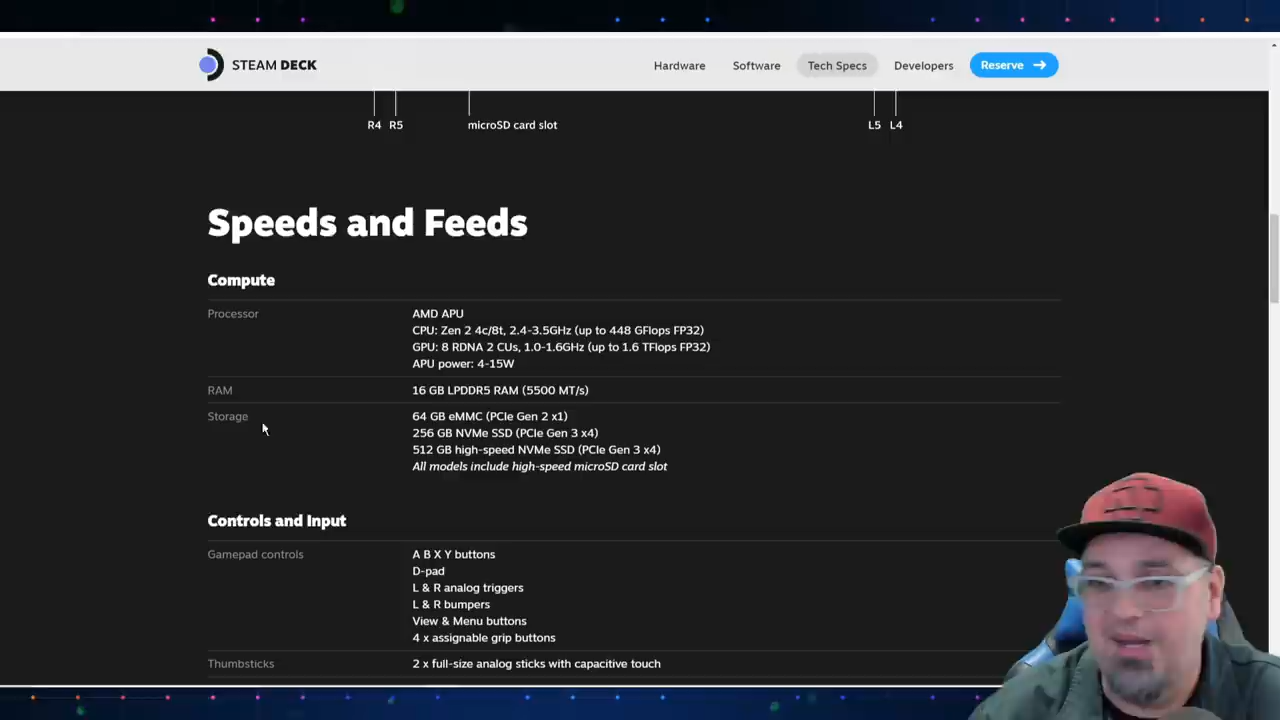 STEAM DECK
Hardware Software Tech Specs Developers Reserve
R4 R5 microSD card slot L5 L4
Speeds and Feeds
Compute
Processor AMD APU
CPU: Zen 2 4c/8t, 2.4-3.5GHz (up to 448 GFlops FP32)
GPU: 8 RDNA 2 CUs, 1.0-1.6GHz (up to 1.6 TFlops FP32)
APU power: 4-15W
RAM 16 GB LPDDR5 RAM (5500 MT/s)
Storage 64 GB eMMC (PCIe Gen 2 x1)
256 GB NVMe SSD (PCIe Gen 3 x4)
512 GB high-speed NVMe SSD (PCIe Gen 3 x4)
All models include high-speed microSD card slot
Controls and Input
Gamepad controls A B X Y buttons
D-pad
L & R analog triggers
L & R bumpers
View & Menu buttons
4 x assignable grip buttons
Thumbsticks 2 x full-size analog sticks with capacitive touch